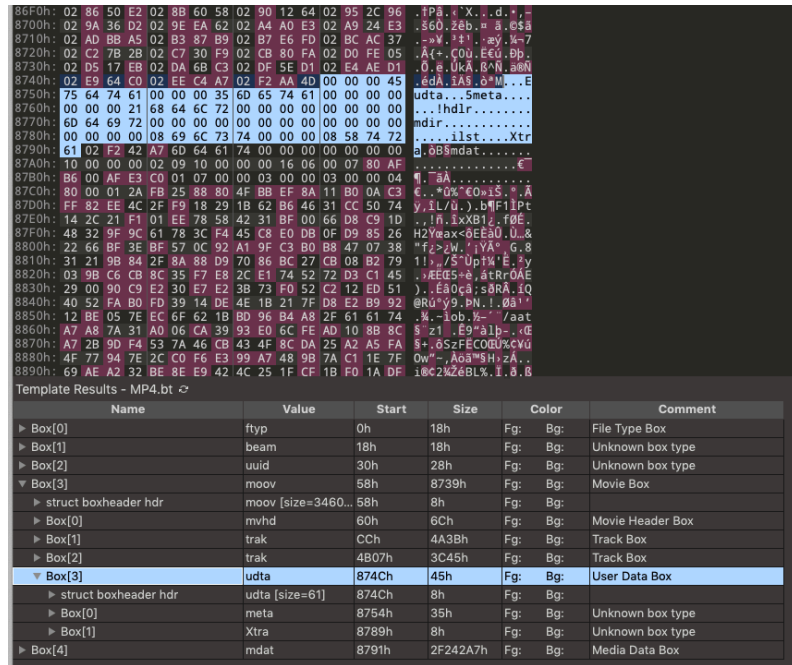 86F0h: 02 86 50 E2 02 8B 60 58 02 90 12 64 02 95 2C 96 .†Pâ.‹`X...d.•,–
8700h: 02 9A 36 D2 02 9E EA 62 02 A4 A0 E3 02 A9 24 E3 .š6Ò.žêb.¤ ã.©$ã
8710h: 02 AD BB A5 02 B3 87 B9 02 B7 E6 FD 02 BC AC 37
8720h: 02 C2 7B 2B 02 C7 30 F9 02 CB 80 FA 02 00 FE 05
8730h: 02 D5 17 EB 02 DA 6B C3 02 DF 5E D1 02 E4 AE D1
8740h: 02 E9 64 C0 02 EE C4 A7 02 F2 AA 4D 00 00 00 45 .édÀ.îÄ§.òªM...E
8750h: 75 64 74 61 00 00 00 35 6D 65 74 61 00 00 00 00 udta...5meta....
8760h: 00 00 00 21 68 64 6C 72 00 00 00 00 00 00 00 00 ...!hdlr........
8770h: 6D 64 69 72 00 00 00 00 00 00 00 00 00 00 00 00 mdir............
8780h: 00 00 00 00 08 69 6C 73 74 00 00 00 08 58 74 72 .....ilst....Xtr
8790h: 61 02 F2 42 A7 6D 64 61 74 00 00 00 00 00 00 00 a.òB§mdat.......
87A0h: 10 00 00 00 02 09 10 00 00 00 16 06 00 07 80 AF
87B0h: B6 00 AF E3 C0 01 07 00 00 03 00 00 03 00 00 04
87C0h: 80 00 01 2A FB 25 88 80 4F BB EF 8A 11 B0 0A C3
87D0h: FF 82 EE 4C 2F F9 18 29 1B 62 B6 46 31 CC 50 74
87E0h: 14 2C 21 F1 01 EE 78 58 42 31 BF 00 66 D8 C9 1D
87F0h: 48 32 9F 9C 61 78 3C F4 45 C8 E0 DB 0F D9 85 26
8800h: 22 66 BF 3E BF 57 0C 92 A1 9F C3 B0 B8 47 07 38
8810h: 31 21 9B 84 2F 8A 88 D9 70 86 BC 27 CB 08 B2 79
8820h: 03 9B C6 CB 8C 35 F7 E8 2C E1 74 52 72 D3 C1 45
8830h: 29 00 90 C9 E2 30 E7 E2 3B 73 F0 52 C2 12 ED 51
8840h: 40 52 FA B0 FD 39 14 DE 4E 1B 21 7F D8 E2 B9 92
8850h: 12 BE 05 7E EC 6F 62 1B BD 96 B4 A8 2F 61 61 74
8860h: A7 A8 7A 31 A0 06 CA 39 93 E0 6C FE AD 10 8B 8C
8870h: A7 2B 9D F4 53 7A 46 CB 43 4F 8C DA 25 A2 A5 FA
8880h: 4F 77 94 7E 2C C0 F6 E3 99 A7 48 9B 7A C1 1E 7F
8890h: 69 AE A2 32 BE 8E E9 42 4C 25 1F CF 1B F0 1A DF
Template Results - MP4.bt
Name Value Start Size Color Comment
Box[0] ftyp 0h 18h Fg: Bg: File Type Box
Box[1] beam 18h 18h Fg: Bg: Unknown box type
Box[2] uuid 30h 28h Fg: Bg: Unknown box type
Box[3] moov 58h 8739h Fg: Bg: Movie Box
struct boxheader hdr moov [size=3460... 58h 8h Fg: Bg:
Box[0] mvhd 60h 6Ch Fg: Bg: Movie Header Box
Box[1] trak CCh 4A3Bh Fg: Bg: Track Box
Box[2] trak 4B07h 3C45h Fg: Bg: Track Box
Box[3] udta 874Ch 45h Fg: Bg: User Data Box
struct boxheader hdr udta [size=61] 874Ch 8h Fg: Bg:
Box[0] meta 8754h 35h Fg: Bg: Unknown box type
Box[1] Xtra 8789h 8h Fg: Bg: Unknown box type
Box[4] mdat 8791h 2F242A7h Fg: Bg: Media Data Box